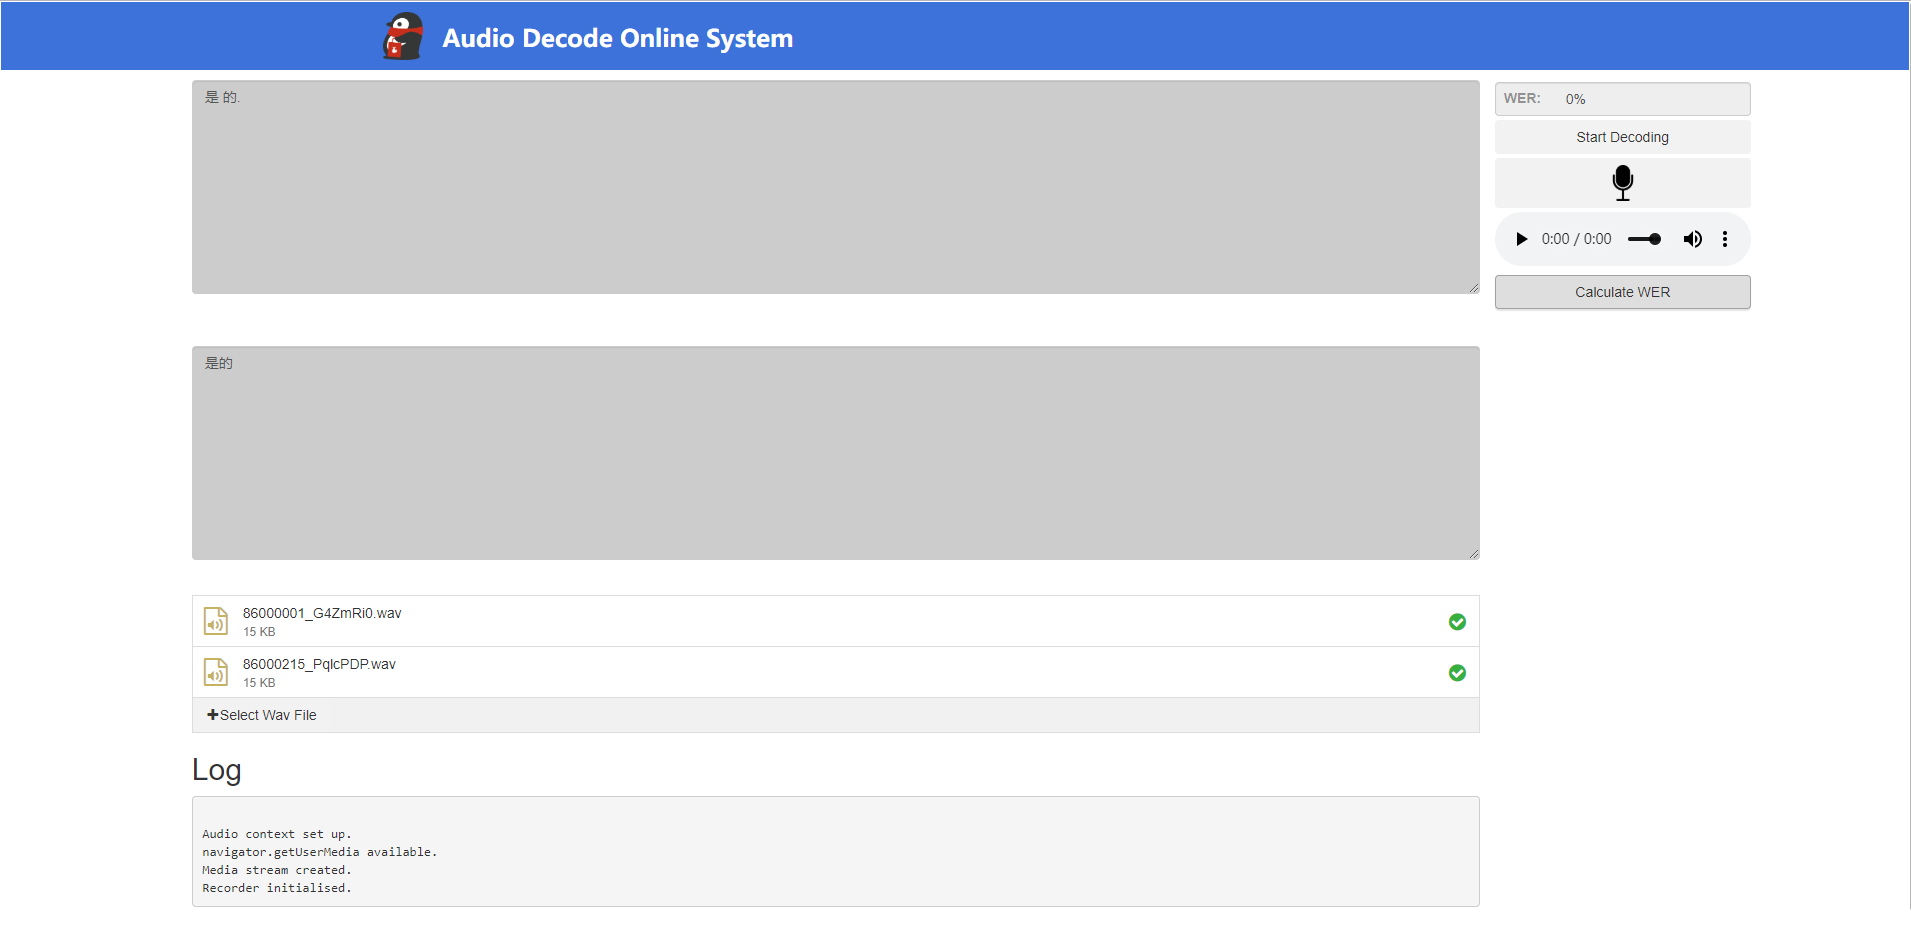 Audio Decode Online System
是 的.
WER: 0%
Start Decoding
0:00 / 0:00
Calculate WER
是的
86000001_G4ZmRi0.wav
15 KB
86000215_PqIcPDP.wav
15 KB
Select Wav File
Log
Audio context set up.
navigator.getUserMedia available.
Media stream created.
Recorder initialised.